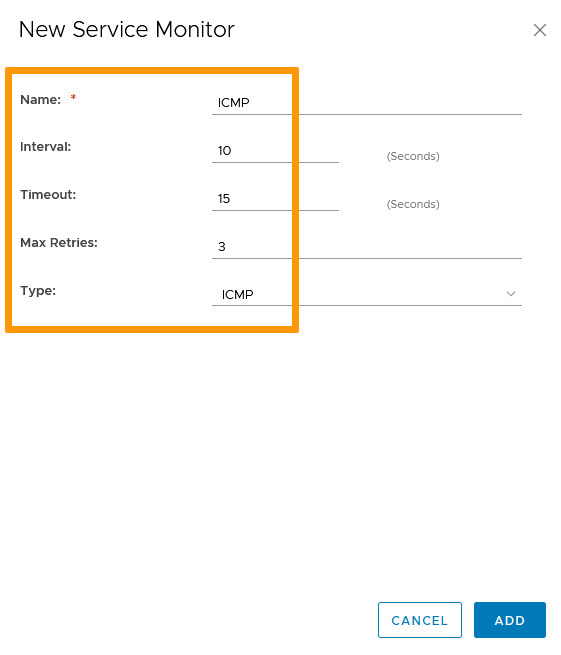 New Service Monitor
Name: * ICMP
Interval: 10 (Seconds)
Timeout: 15 (Seconds)
Max Retries: 3
Type: ICMP
CANCEL ADD